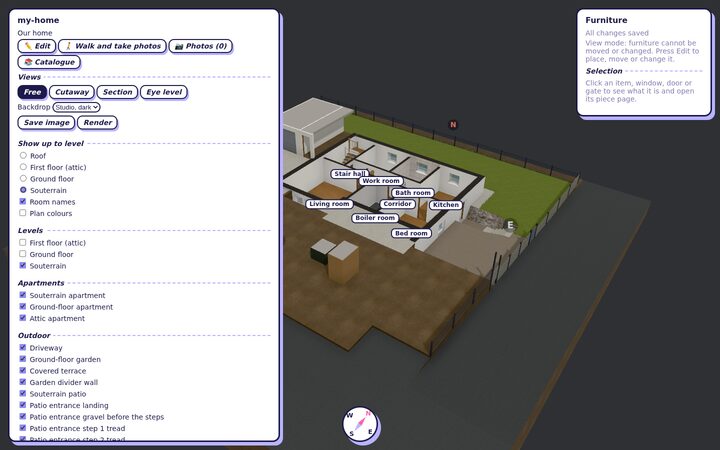 my-home
Our home
✏️ Edit
🚶 Walk and take photos
📷 Photos (0)
📚 Catalogue
Views
Free
Cutaway
Section
Eye level
Backdrop
Studio, dark
Save image
Render
Show up to level
Roof
First floor (attic)
Ground floor
Souterrain
Room names
Plan colours
Levels
First floor (attic)
Ground floor
Souterrain
Apartments
Souterrain apartment
Ground-floor apartment
Attic apartment
Outdoor
Driveway
Ground-floor garden
Covered terrace
Garden divider wall
Souterrain patio
Patio entrance landing
Patio entrance gravel before the steps
Patio entrance step 1 tread
Patio entrance step 2 tread
N
Stair hall
Work room
Bath room
Living room
Corridor
Kitchen
Boiler room
Bed room
E
W
N
S
E
Furniture
All changes saved
View mode: furniture cannot be
moved or changed. Press Edit to
place, move or change it.
Selection
Click an item, window, door or
gate to see what it is and open
its piece page.